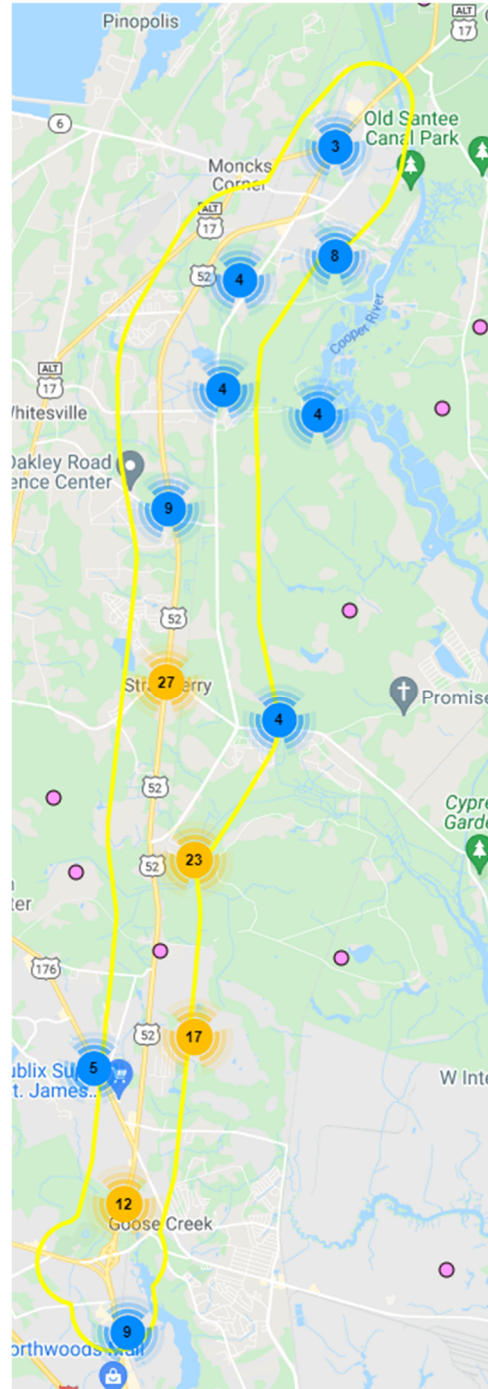 Pinopolis
ALT
17
6
3
Old Santee
Canal Park
Moncks
Corner
ALT
17
8
52
4
Cooper River
ALT
17
4
4
Whitesville
Oakley Road
ence Center
9
52
27
4
Promise
52
Cypre
Garde
23
52
ter
176
17
52
5
ublix Su
t. James..
W Inte
12
Goose Creek
9
orthwoods Mall